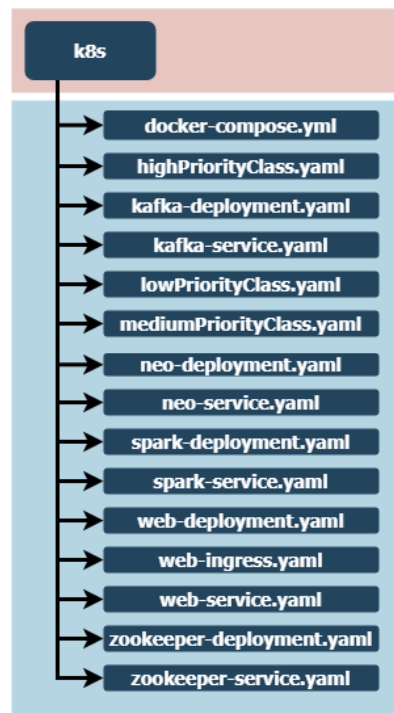 k8s
docker-compose.yml
highPriorityClass.yaml
kafka-deployment.yaml
kafka-service.yaml
lowPriorityClass.yaml
mediumPriorityClass.yaml
neo-deployment.yaml
neo-service.yaml
spark-deployment.yaml
spark-service.yaml
web-deployment.yaml
web-ingress.yaml
web-service.yaml
zookeeper-deployment.yaml
zookeeper-service.yaml